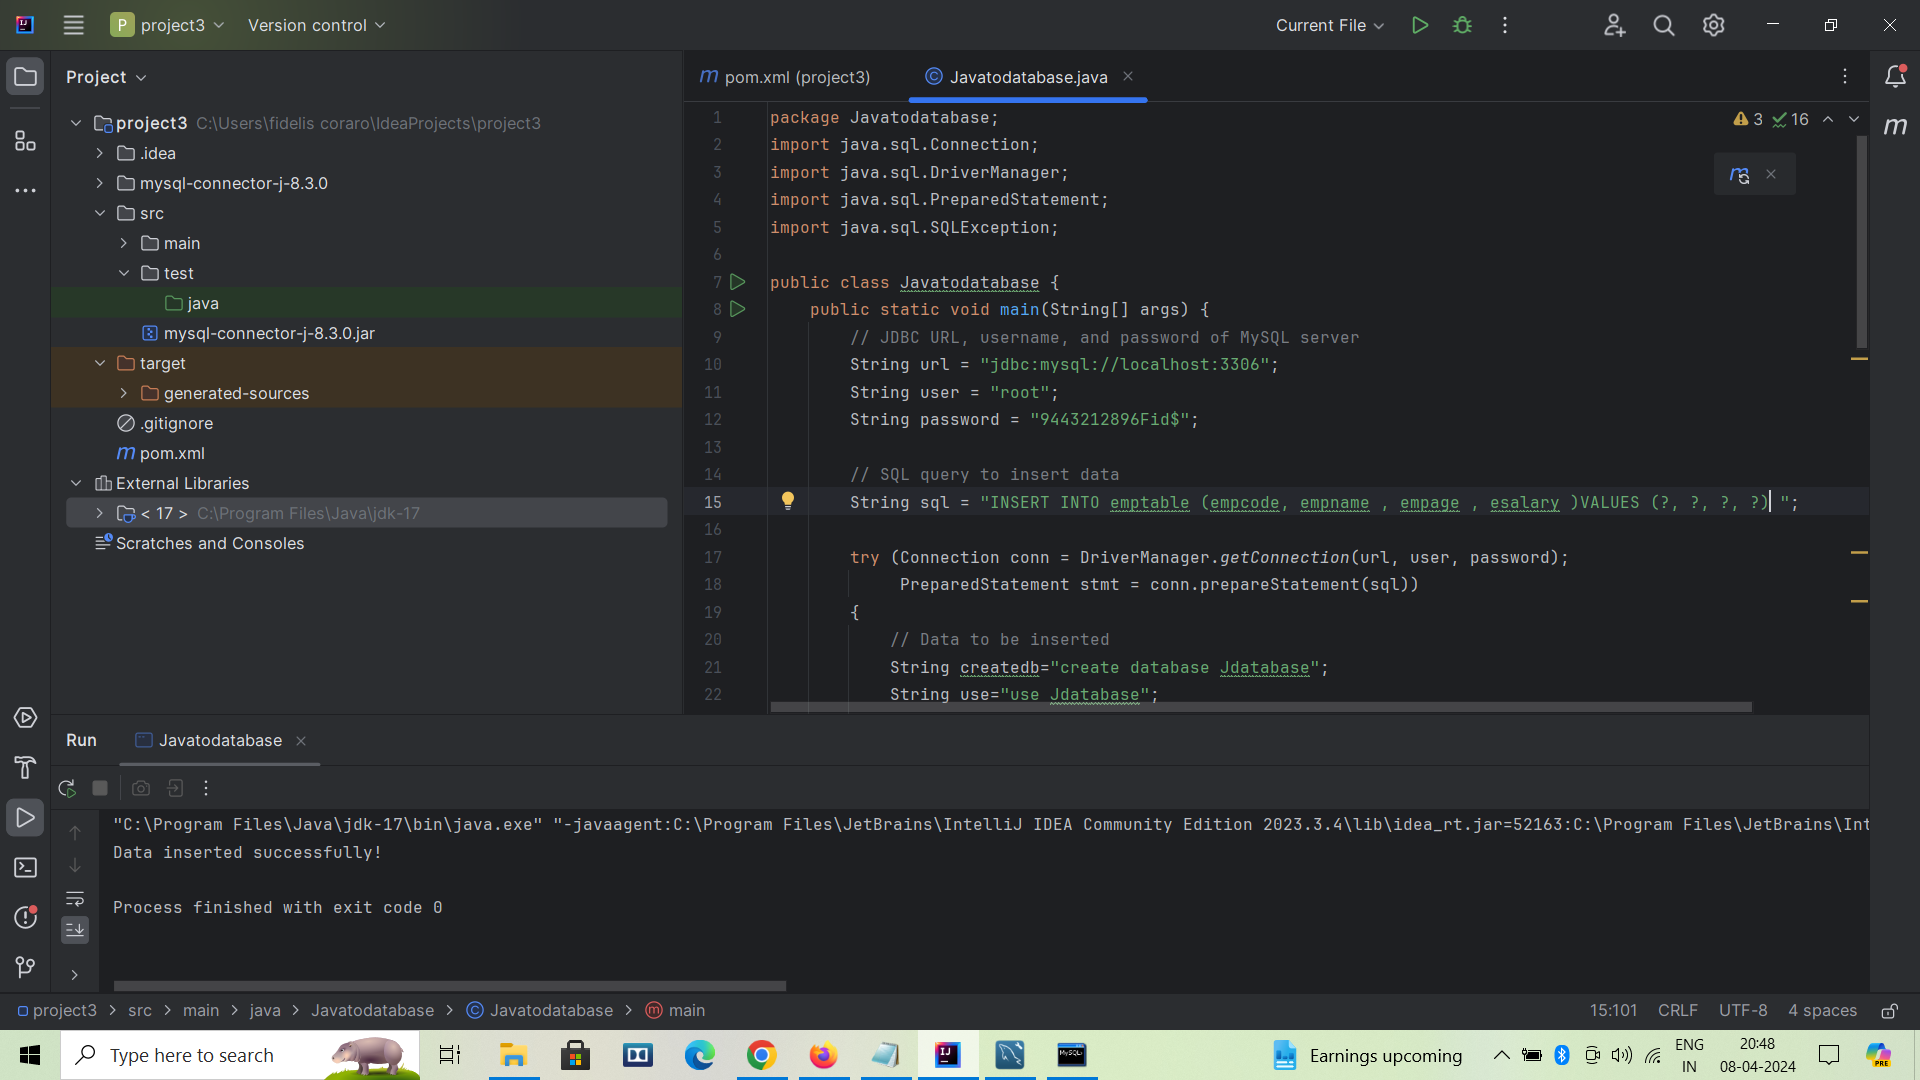 project3
Version control
Current File
Project
pom.xml (project3)
Javatodatabase.java
project3 C:\Users\fidelis coraro\IdeaProjects\project3
.idea
mysql-connector-j-8.3.0
src
main
test
java
mysql-connector-j-8.3.0.jar
target
generated-sources
.gitignore
pom.xml
External Libraries
< 17 > C:\Program Files\Java\jdk-17
Scratches and Consoles
3 16
1 package Javatodatabase;
2 import java.sql.Connection;
3 import java.sql.DriverManager;
4 import java.sql.PreparedStatement;
5 import java.sql.SQLException;
6
7 public class Javatodatabase {
8 public static void main(String[] args) {
9 // JDBC URL, username, and password of MySQL server
10 String url = "jdbc:mysql://localhost:3306";
11 String user = "root";
12 String password = "9443212896Fid$";
13
14 // SQL query to insert data
15 String sql = "INSERT INTO emptable (empcode, empname , empage , esalary )VALUES (?, ?, ?, ?) ";
16
17 try (Connection conn = DriverManager.getConnection(url, user, password);
18 PreparedStatement stmt = conn.prepareStatement(sql))
19 {
20 // Data to be inserted
21 String createdb="create database Jdatabase";
22 String use="use Jdatabase";
Run
Javatodatabase
"C:\Program Files\Java\jdk-17\bin\java.exe" "-javaagent:C:\Program Files\JetBrains\IntelliJ IDEA Community Edition 2023.3.4\lib\idea_rt.jar=52163:C:\Program Files\JetBrains\Int
Data inserted successfully!
Process finished with exit code 0
project3 > src > main > java > Javatodatabase > Javatodatabase > main
15:101 CRLF UTF-8 4 spaces
Type here to search
Earnings upcoming
ENG
IN
20:48
08-04-2024